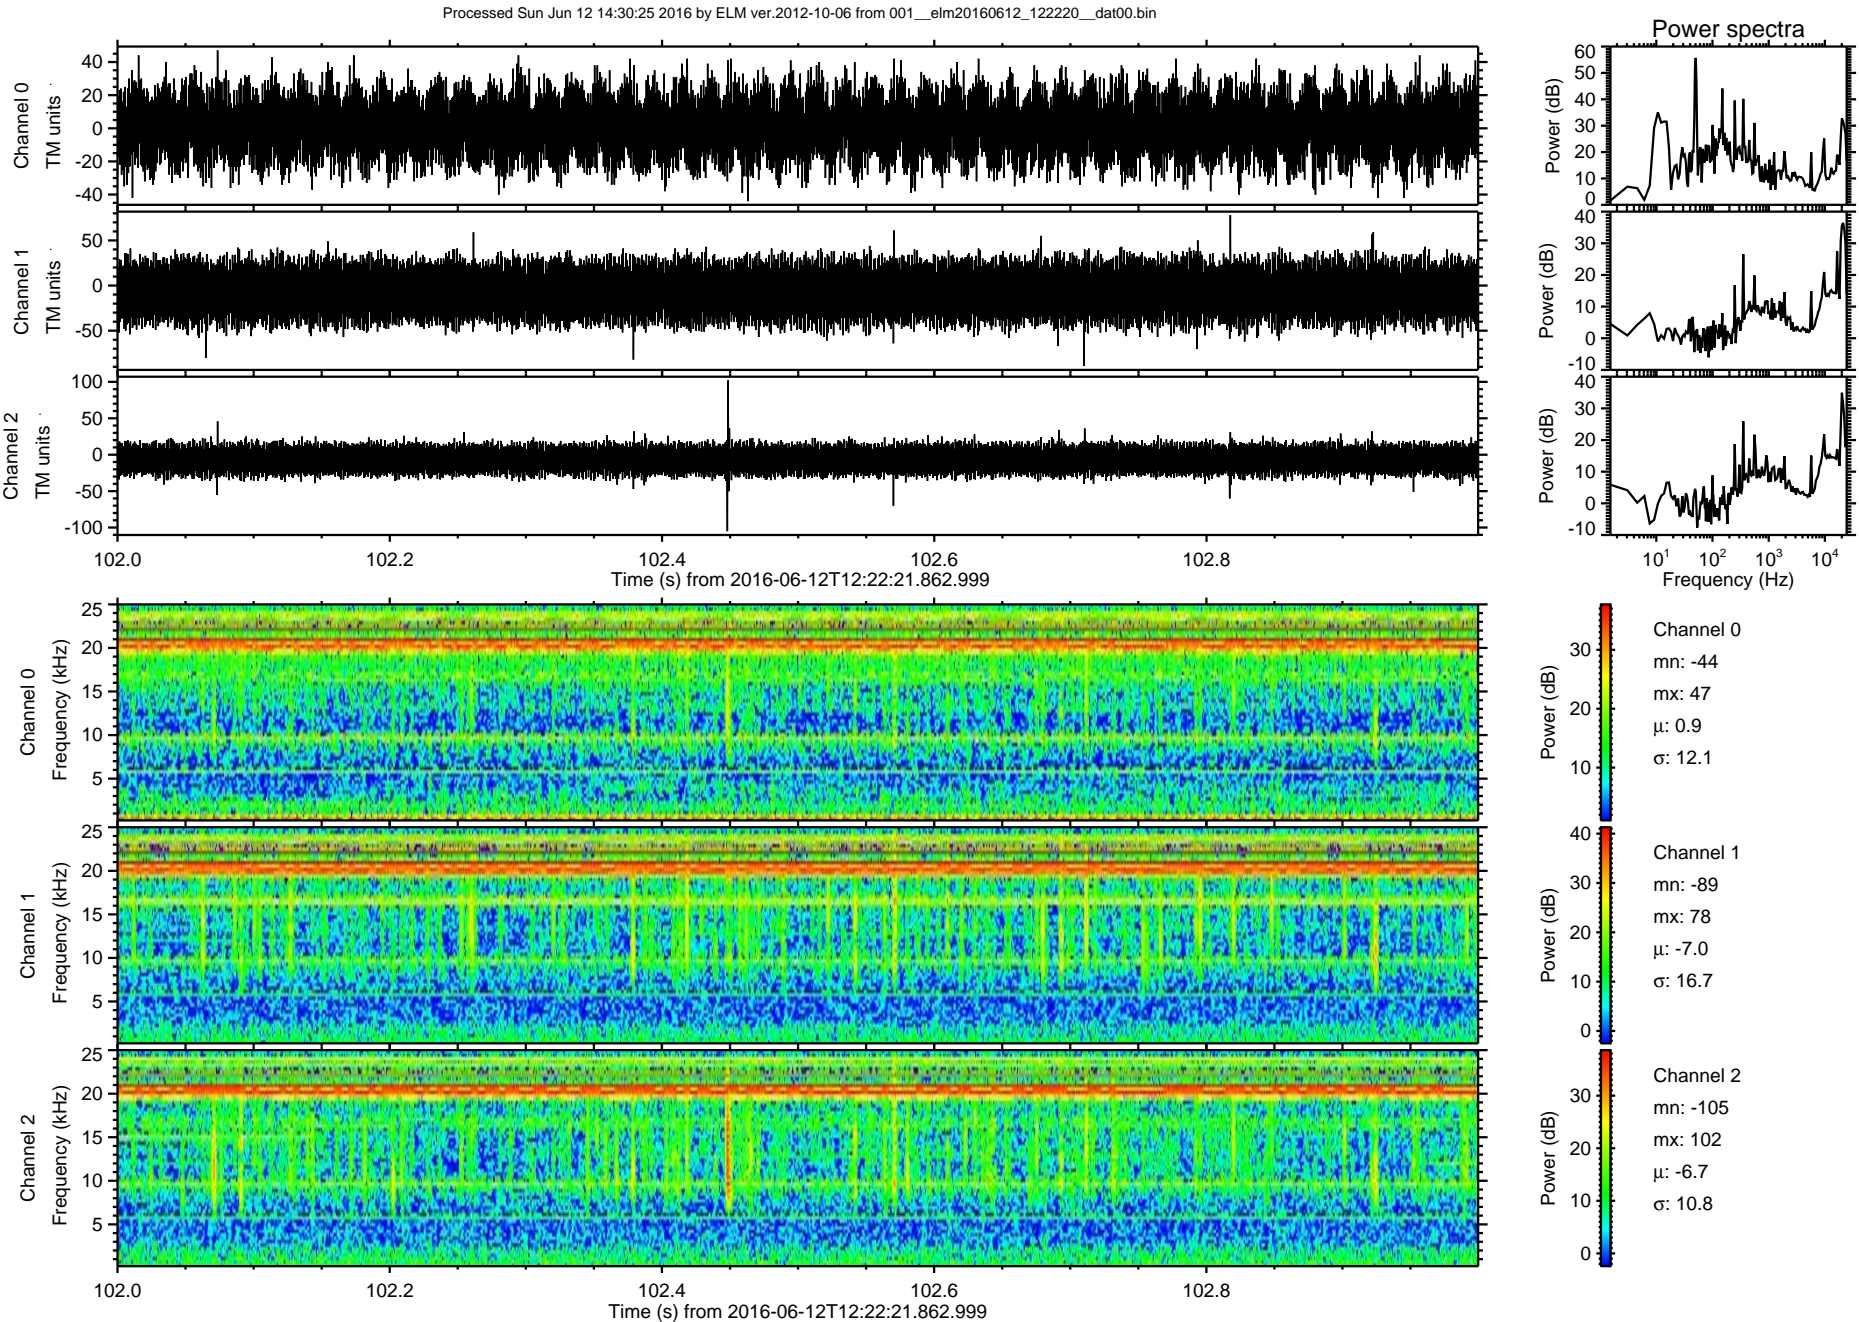 Processed Sun Jun 12 14:30:25 2016 by ELM ver.2012-10-06 from 001__elm20160612_122220__dat00.bin
Power spectra
Channel 0
TM units
40
20
0
-20
-40
Power (dB)
60
50
40
30
20
10
0
Channel 1
TM units
50
0
-50
Power (dB)
40
30
20
10
0
-10
Channel 2
TM units
100
50
0
-50
-100
Power (dB)
40
30
20
10
0
-10
102.0 102.2 102.4 102.6 102.8
Time (s) from 2016-06-12T12:22:21.862.999
10^1 10^2 10^3 10^4
Frequency (Hz)
Channel 0
Frequency (kHz)
25
20
15
10
5
Power (dB)
30
20
10
Channel 0
mn: -44
mx: 47
μ: 0.9
σ: 12.1
Channel 1
Frequency (kHz)
25
20
15
10
5
Power (dB)
40
30
20
10
0
Channel 1
mn: -89
mx: 78
μ: -7.0
σ: 16.7
Channel 2
Frequency (kHz)
25
20
15
10
5
Power (dB)
30
20
10
0
Channel 2
mn: -105
mx: 102
μ: -6.7
σ: 10.8
102.0 102.2 102.4 102.6 102.8
Time (s) from 2016-06-12T12:22:21.862.999